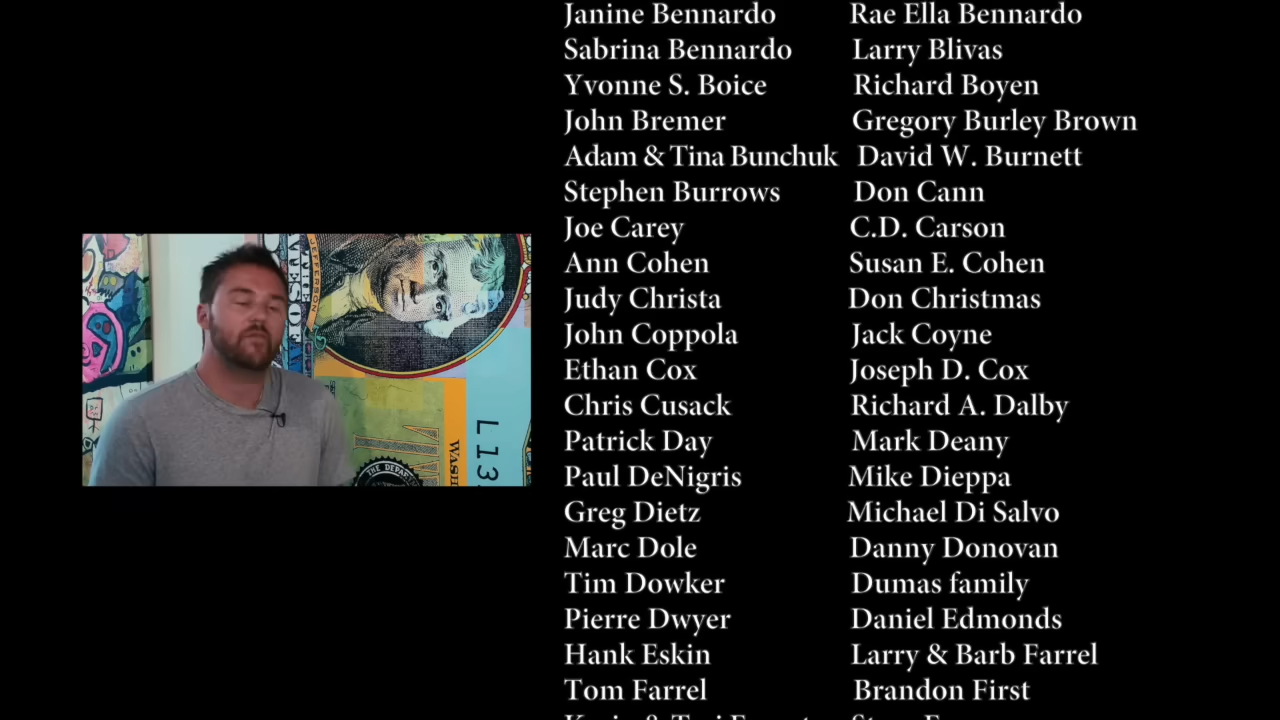 Janine Bennardo Rae Ella Bennardo
Sabrina Bennardo Larry Blivas
Yvonne S. Boice Richard Boyen
John Bremer Gregory Burley Brown
Adam & Tina Bunchuk David W. Burnett
Stephen Burrows Don Cann
Joe Carey C.D. Carson
Ann Cohen Susan E. Cohen
Judy Christa Don Christmas
John Coppola Jack Coyne
Ethan Cox Joseph D. Cox
Chris Cusack Richard A. Dalby
Patrick Day Mark Deany
Paul DeNigris Mike Dieppa
Greg Dietz Michael Di Salvo
Marc Dole Danny Donovan
Tim Dowker Dumas family
Pierre Dwyer Daniel Edmonds
Hank Eskin Larry & Barb Farrel
Tom Farrel Brandon First
JEFFERSON
L13
THE DEPART